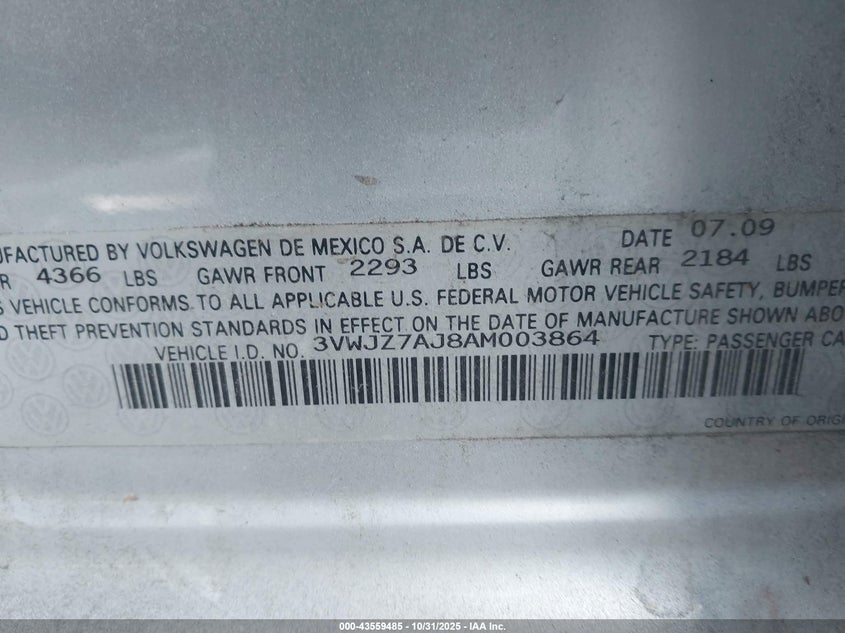 UFACTURED BY VOLKSWAGEN DE MEXICO S.A. DE C.V. DATE 07.09
R 4366 LBS GAWR FRONT 2293 LBS GAWR REAR 2184 LBS
S VEHICLE CONFORMS TO ALL APPLICABLE U.S. FEDERAL MOTOR VEHICLE SAFETY, BUMPER
D THEFT PREVENTION STANDARDS IN EFFECT ON THE DATE OF MANUFACTURE SHOWN ABO
VEHICLE I.D. NO. 3VWJZ7AJ8AM003864 TYPE: PASSENGER CA
COUNTRY OF ORIGI
000-43559485 - 10/31/2025 - IAA Inc.